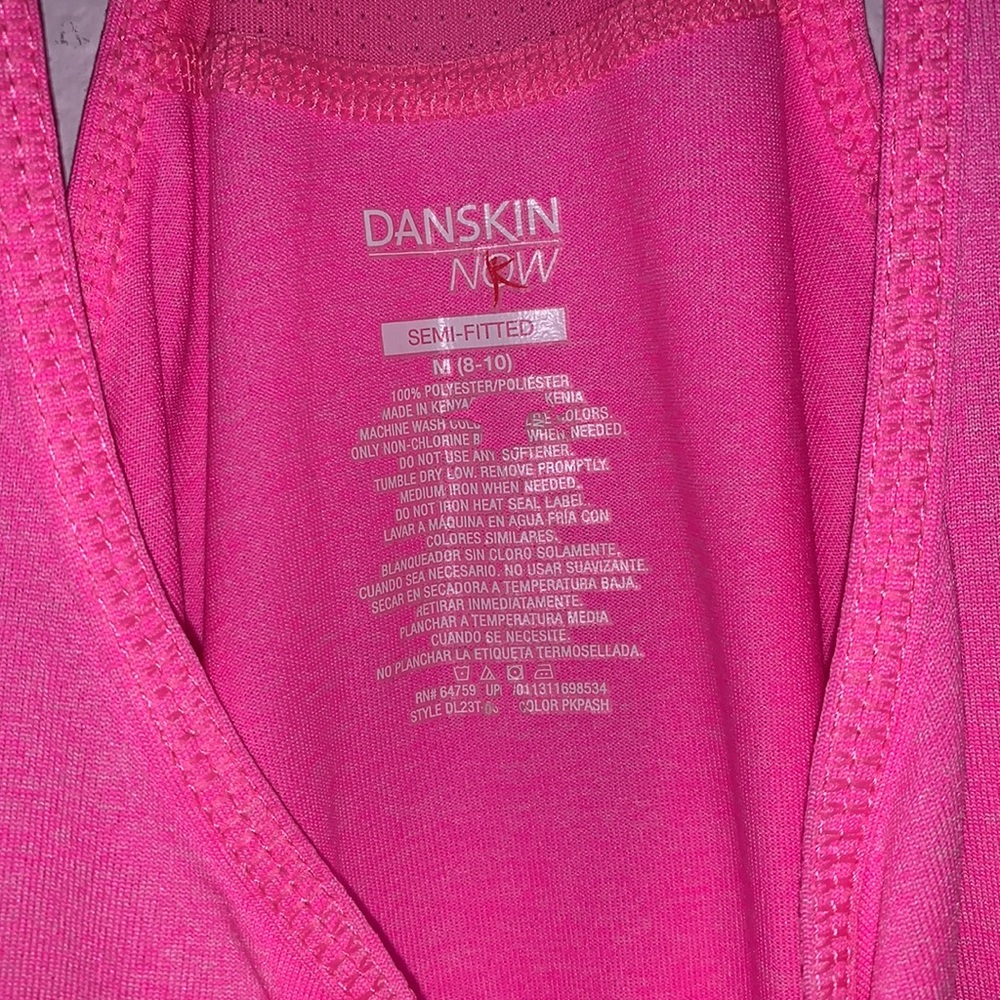 DANSKIN
NOW
K
SEMI-FITTED
M (8-10)
100% POLYESTER/POLIÉSTER
MADE IN KENYA KENIA
MACHINE WASH COLORS.
ONLY NON-CHLORINE WHEN NEEDED.
DO NOT USE ANY SOFTENER.
TUMBLE DRY LOW. REMOVE PROMPTLY.
MEDIUM IRON WHEN NEEDED.
DO NOT IRON HEAT SEAL LABEL.
LAVAR A MÁQUINA EN AGUA FRÍA CON
COLORES SIMILARES.
BLANQUEADOR SIN CLORO SOLAMENTE,
CUANDO SEA NECESARIO. NO USAR SUAVIZANTE.
SECAR EN SECADORA A TEMPERATURA BAJA,
RETIRAR INMEDIATAMENTE.
PLANCHAR A TEMPERATURA MEDIA
CUANDO SE NECESITE.
NO PLANCHAR LA ETIQUETA TERMOSELLADA.
RN# 64759 011311698534
STYLE COLOR PKPASH